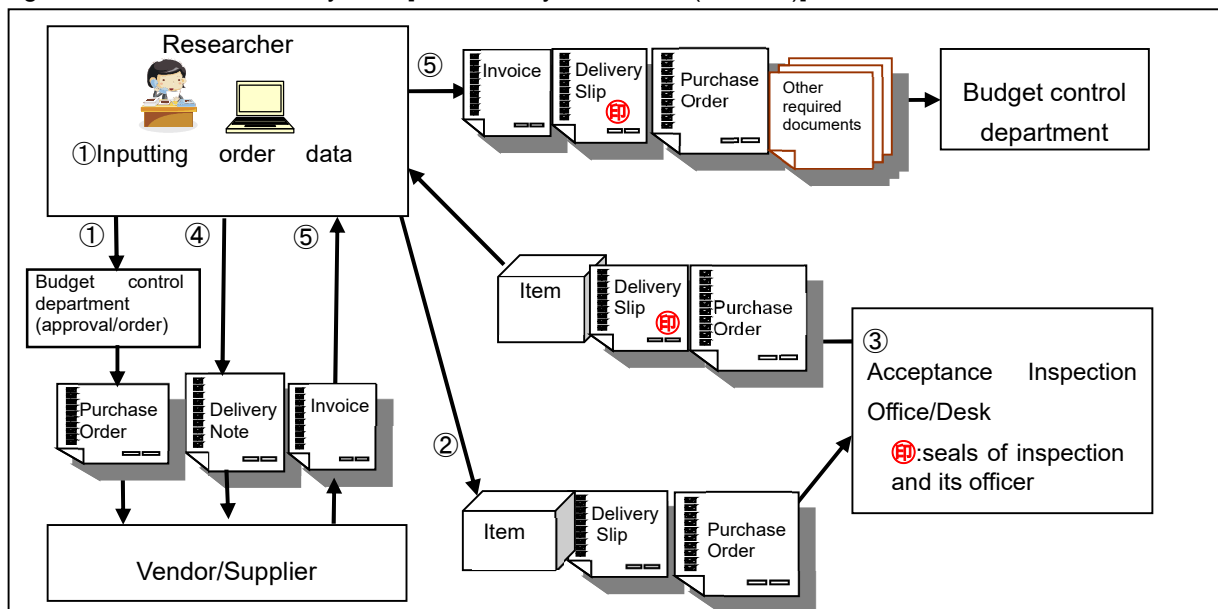 Researcher
①Inputting order data
⑤
Invoice
Delivery
Slip
印
Purchase
Order
Other
required
documents
Budget control
department
①
④
⑤
Budget control
department
(approval/order)
Purchase
Order
Delivery
Note
Invoice
Vendor/Supplier
②
Item
Delivery
Slip
印
Purchase
Order
③
Acceptance Inspection
Office/Desk
印:seals of inspection
and its officer
Item
Delivery
Slip
Purchase
Order